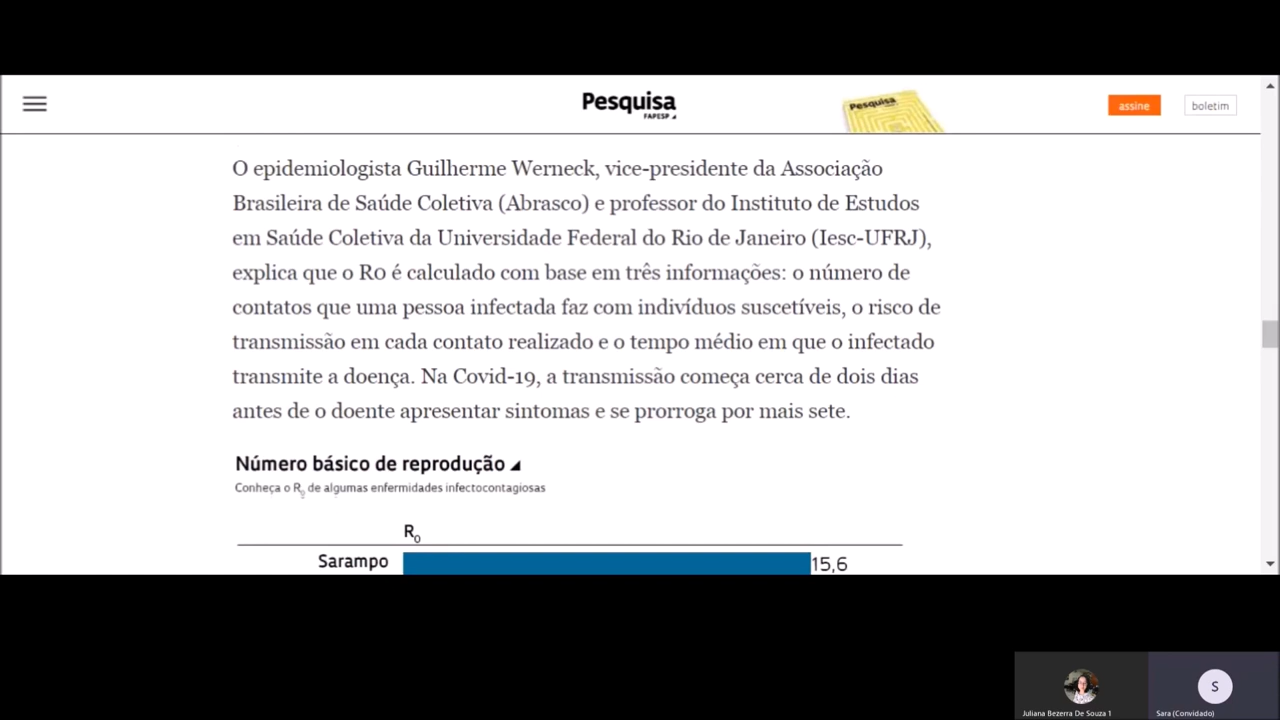 Pesquisa
FAPESP
Pesquisa
assine
boletim
O epidemiologista Guilherme Werneck, vice-presidente da Associação
Brasileira de Saúde Coletiva (Abrasco) e professor do Instituto de Estudos
em Saúde Coletiva da Universidade Federal do Rio de Janeiro (Iesc-UFRJ),
explica que o R0 é calculado com base em três informações: o número de
contatos que uma pessoa infectada faz com indivíduos suscetíveis, o risco de
transmissão em cada contato realizado e o tempo médio em que o infectado
transmite a doença. Na Covid-19, a transmissão começa cerca de dois dias
antes de o doente apresentar sintomas e se prorroga por mais sete.
Número básico de reprodução
Conheça o R0 de algumas enfermidades infectocontagiosas
R0
Sarampo 15,6
S
Juliana Bezerra De Souza 1
Sara (Convidado)